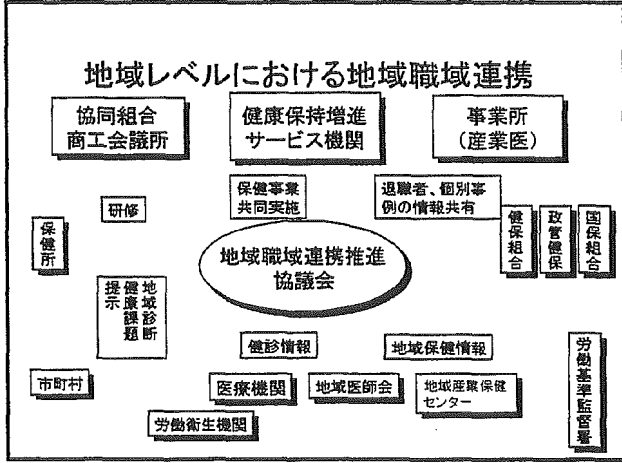 地域レベルにおける地域職域連携
協同組合
商工会議所
健康保持増進
サービス機関
事業所
(産業医)
研修
保健事業
共同実施
退職者、個別事
例の情報共有
保健所
健保組合
政管健保
国保組合
地域職域連携推進
協議会
地域診断
健康課題
提示
健診情報
地域保健情報
労働基準監督署
市町村
医療機関
地域医師会
地域産業保健
センター
労働衛生機関